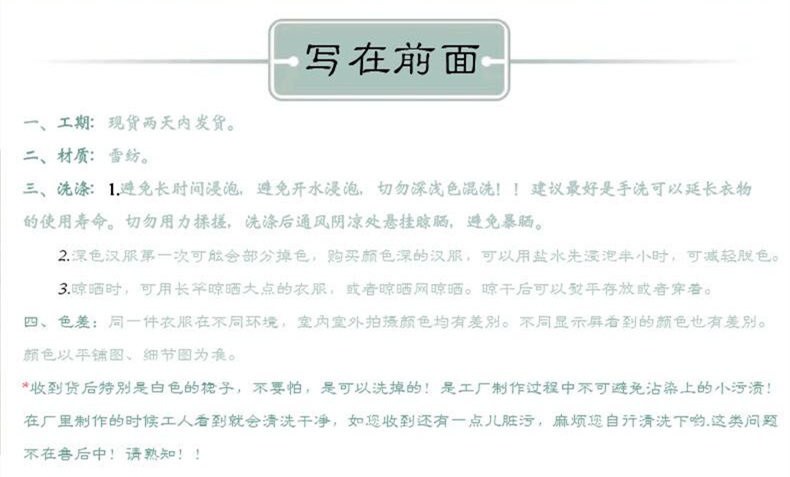 写在前面
一、工期：现货两天内发货。
二、材质：雪纺。
三、洗涤：1.避免长时间浸泡，避免开水浸泡，切勿深浅色混洗！！建议最好是手洗可以延长衣物
的使用寿命。切勿用力揉搓，洗涤后通风阴凉处悬挂晾晒，避免暴晒。
2.深色汉服第一次可能会部分掉色，购买颜色深的汉服，可以用盐水先浸泡半小时，可减轻脱色。
3.晾晒时，可用长竿晾晒大点的衣服，或者晾晒网晾晒。晾干后可以熨平存放或者穿着。
四、色差：同一件衣服在不同环境，室内室外拍摄颜色均有差别。不同显示屏看到的颜色也有差别。
颜色以平铺图、细节图为准。
*收到货后特别是白色的裙子，不要怕，是可以洗掉的！是工厂制作过程中不可避免沾染上的小污渍！
在厂里制作的时候工人看到就会清洗干净，如您收到还有一点儿脏污，麻烦您自行清洗下哟.这类问题
不在售后中！请熟知！！